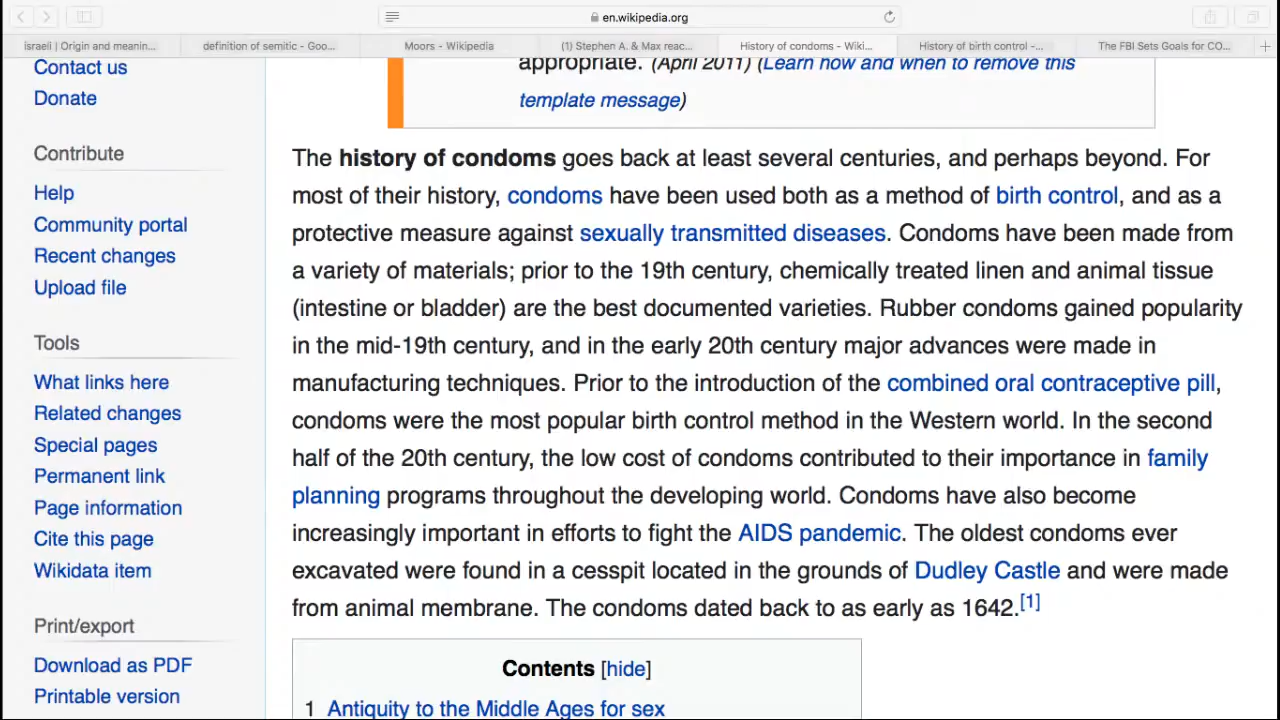 en.wikipedia.org
israeli | Origin and meanin...
definition of semitic - Goo...
Moors - Wikipedia
(1) Stephen A. & Max reac...
History of condoms - Wiki...
History of birth control -...
The FBI Sets Goals for CO...
Contact us
Donate
Contribute
Help
Community portal
Recent changes
Upload file
Tools
What links here
Related changes
Special pages
Permanent link
Page information
Cite this page
Wikidata item
Print/export
Download as PDF
Printable version
appropriate. (April 2011) (Learn how and when to remove this
template message)
The history of condoms goes back at least several centuries, and perhaps beyond. For
most of their history, condoms have been used both as a method of birth control, and as a
protective measure against sexually transmitted diseases. Condoms have been made from
a variety of materials; prior to the 19th century, chemically treated linen and animal tissue
(intestine or bladder) are the best documented varieties. Rubber condoms gained popularity
in the mid-19th century, and in the early 20th century major advances were made in
manufacturing techniques. Prior to the introduction of the combined oral contraceptive pill,
condoms were the most popular birth control method in the Western world. In the second
half of the 20th century, the low cost of condoms contributed to their importance in family
planning programs throughout the developing world. Condoms have also become
increasingly important in efforts to fight the AIDS pandemic. The oldest condoms ever
excavated were found in a cesspit located in the grounds of Dudley Castle and were made
from animal membrane. The condoms dated back to as early as 1642.[1]
Contents [hide]
1 Antiquity to the Middle Ages for sex